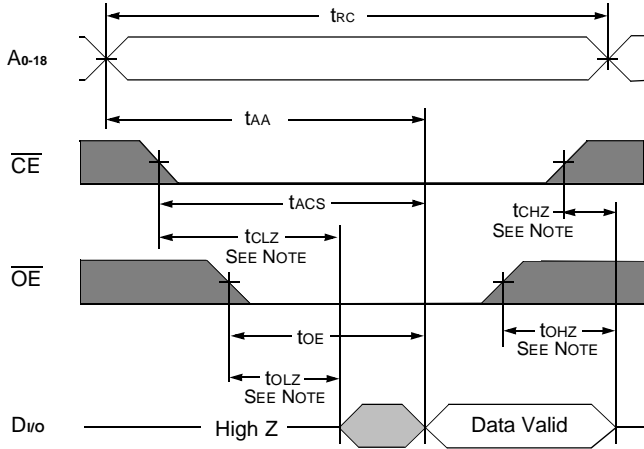 tRC
A0-18
tAA
CE
tACS
tCHZ
SEE NOTE
tCLZ
SEE NOTE
OE
tOE
tOHZ
SEE NOTE
tOLZ
SEE NOTE
DI/O
High Z
Data Valid